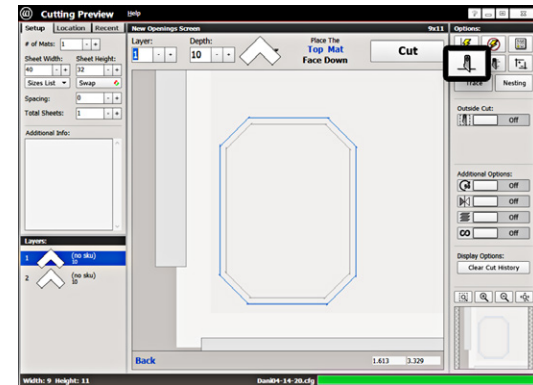 Cutting Preview
Help
Setup
Location
Recent
New Openings Screen
9x11
Options:
# of Mats:
1
Sheet Width:
Sheet Height:
40
32
Sizes List
Swap
Spacing:
0
Total Sheets:
1
Additional Info:
Layer:
1
Depth:
10
Place The
Top Mat
Face Down
Cut
Trace
Nesting
Outside Cut:
Off
Additional Options:
Off
Off
Off
Off
Display Options:
Clear Cut History
Layers:
1
(no sku)
10
2
(no sku)
10
Back
1.613
3.329
Width: 9 Height: 11
Dani04-14-20.cfg